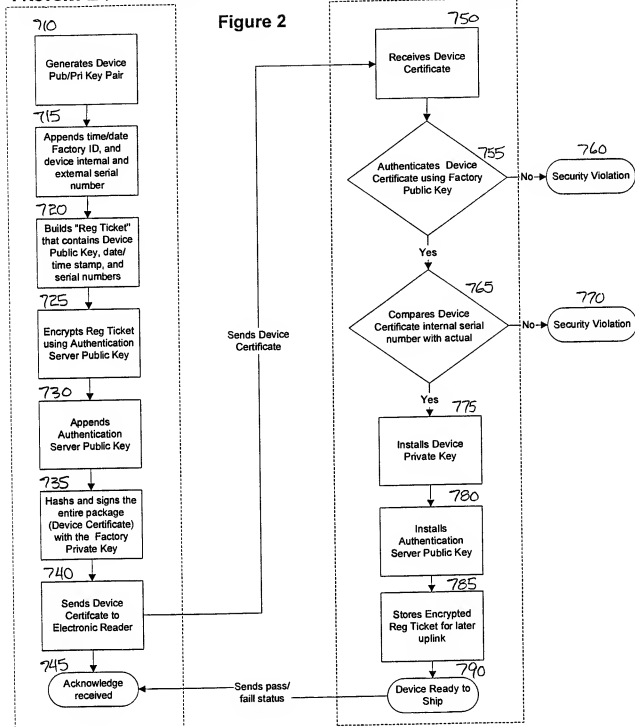 Figure 2
710
Generates Device
Pub/Pri Key Pair
715
Appends time/date
Factory ID, and
device internal and
external serial
number
720
Builds "Reg Ticket"
that contains Device
Public Key, date/
time stamp, and
serial numbers
725
Encrypts Reg Ticket
using Authentication
Server Public Key
730
Appends
Authentication
Server Public Key
735
Hashs and signs the
entire package
(Device Certificate)
with the Factory
Private Key
740
Sends Device
Certifcate to
Electronic Reader
745
Acknowledge
received
Sends Device
Certificate
Sends pass/
faill status
750
Receives Device
Certificate
755
Authenticates Device
Certificate using Factory
Public Key
No
760
Security Violation
Yes
765
Compares Device
Certificate internal serial
number with actual
No
770
Security Violation
Yes
775
Installs Device
Private Key
780
Installs
Authentication
Server Public Key
785
Stores Encrypted
Reg Ticket for later
uplink
790
Device Ready to
Ship